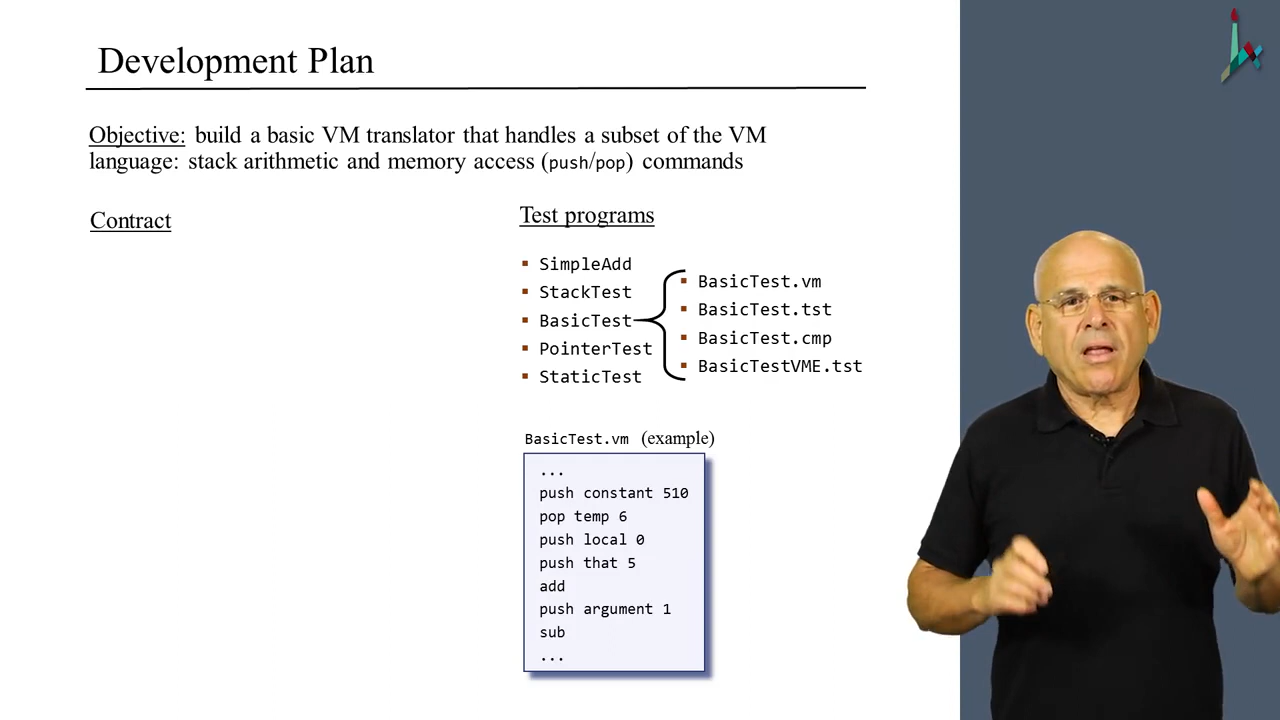 Development Plan
Objective: build a basic VM translator that handles a subset of the VM
language: stack arithmetic and memory access (push/pop) commands
Contract
Test programs
▪ SimpleAdd
▪ StackTest
▪ BasicTest
▪ PointerTest
▪ StaticTest
▪ BasicTest.vm
▪ BasicTest.tst
▪ BasicTest.cmp
▪ BasicTestVME.tst
BasicTest.vm (example)
...
push constant 510
pop temp 6
push local 0
push that 5
add
push argument 1
sub
...